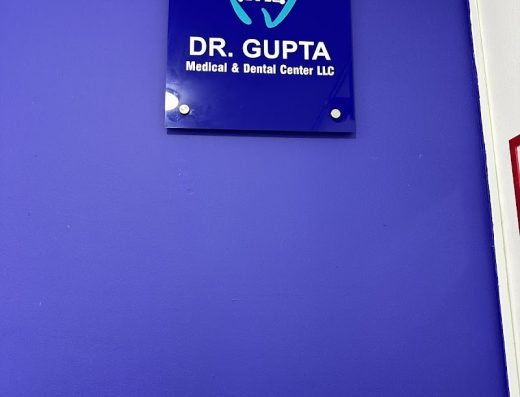 DR. GUPTA
Medical & Dental Center LLC